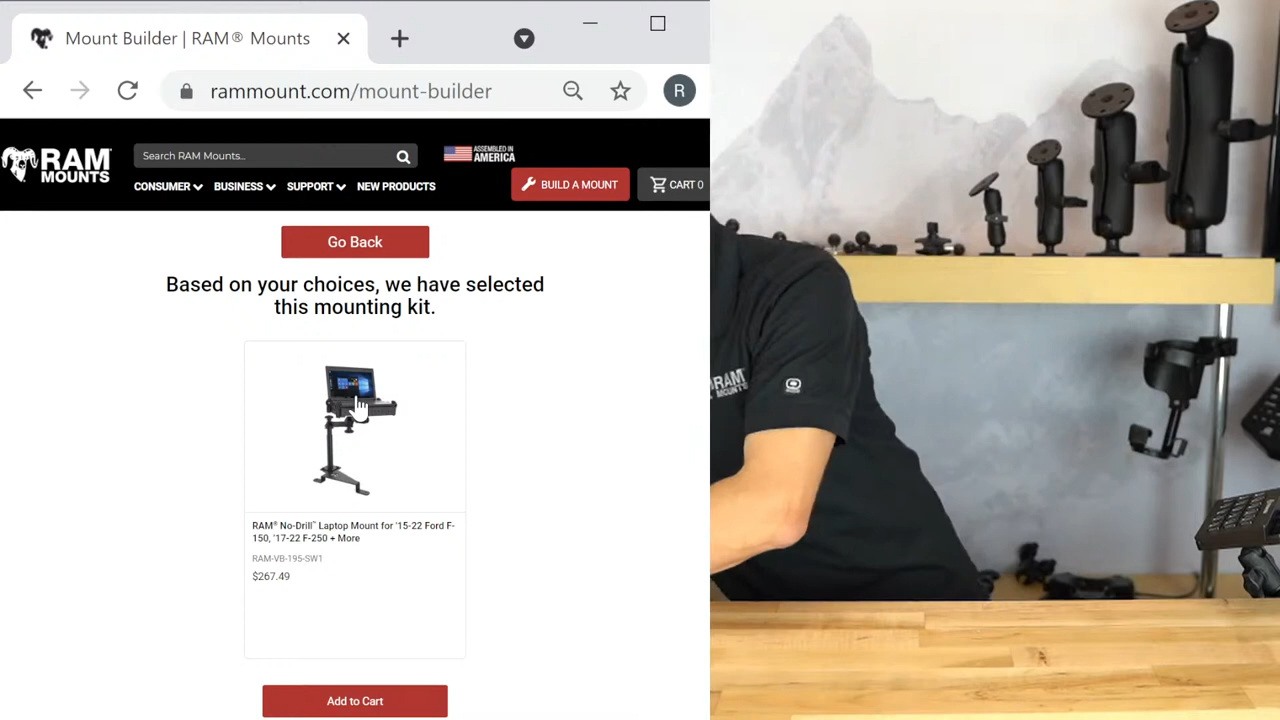 Mount Builder | RAM® Mounts
rammount.com/mount-builder
R
RAM
MOUNTS
Search RAM Mounts...
ASSEMBLED IN
AMERICA
CONSUMER
BUSINESS
SUPPORT
NEW PRODUCTS
BUILD A MOUNT
CART 0
Go Back
Based on your choices, we have selected
this mounting kit.
RAM® No-Drill™ Laptop Mount for '15-22 Ford F-
150, '17-22 F-250 + More
RAM-VB-195-SW1
$267.49
Add to Cart
RAM
MOUNTS